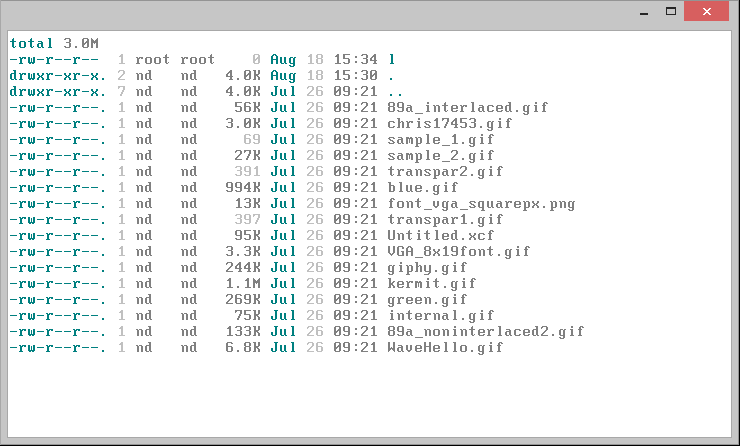 total 3.0M
-rw-r--r--  1 root root    0 Aug 18 15:34 l
drwxr-xr-x. 2 nd   nd   4.0K Aug 18 15:30 .
drwxr-xr-x. 7 nd   nd   4.0K Jul 26 09:21 ..
-rw-r--r--. 1 nd   nd    56K Jul 26 09:21 89a_interlaced.gif
-rw-r--r--. 1 nd   nd   3.0K Jul 26 09:21 chris17453.gif
-rw-r--r--. 1 nd   nd     69 Jul 26 09:21 sample_1.gif
-rw-r--r--. 1 nd   nd    27K Jul 26 09:21 sample_2.gif
-rw-r--r--. 1 nd   nd    391 Jul 26 09:21 transpar2.gif
-rw-r--r--. 1 nd   nd   994K Jul 26 09:21 blue.gif
-rw-r--r--. 1 nd   nd    13K Jul 26 09:21 font_vga_squarepx.png
-rw-r--r--. 1 nd   nd    397 Jul 26 09:21 transpar1.gif
-rw-r--r--. 1 nd   nd    95K Jul 26 09:21 Untitled.xcf
-rw-r--r--. 1 nd   nd   3.3K Jul 26 09:21 VGA_8x19font.gif
-rw-r--r--. 1 nd   nd   244K Jul 26 09:21 giphy.gif
-rw-r--r--. 1 nd   nd   1.1M Jul 26 09:21 kermit.gif
-rw-r--r--. 1 nd   nd   269K Jul 26 09:21 green.gif
-rw-r--r--. 1 nd   nd    75K Jul 26 09:21 internal.gif
-rw-r--r--. 1 nd   nd   133K Jul 26 09:21 89a_noninterlaced2.gif
-rw-r--r--. 1 nd   nd   6.8K Jul 26 09:21 WaveHello.gif